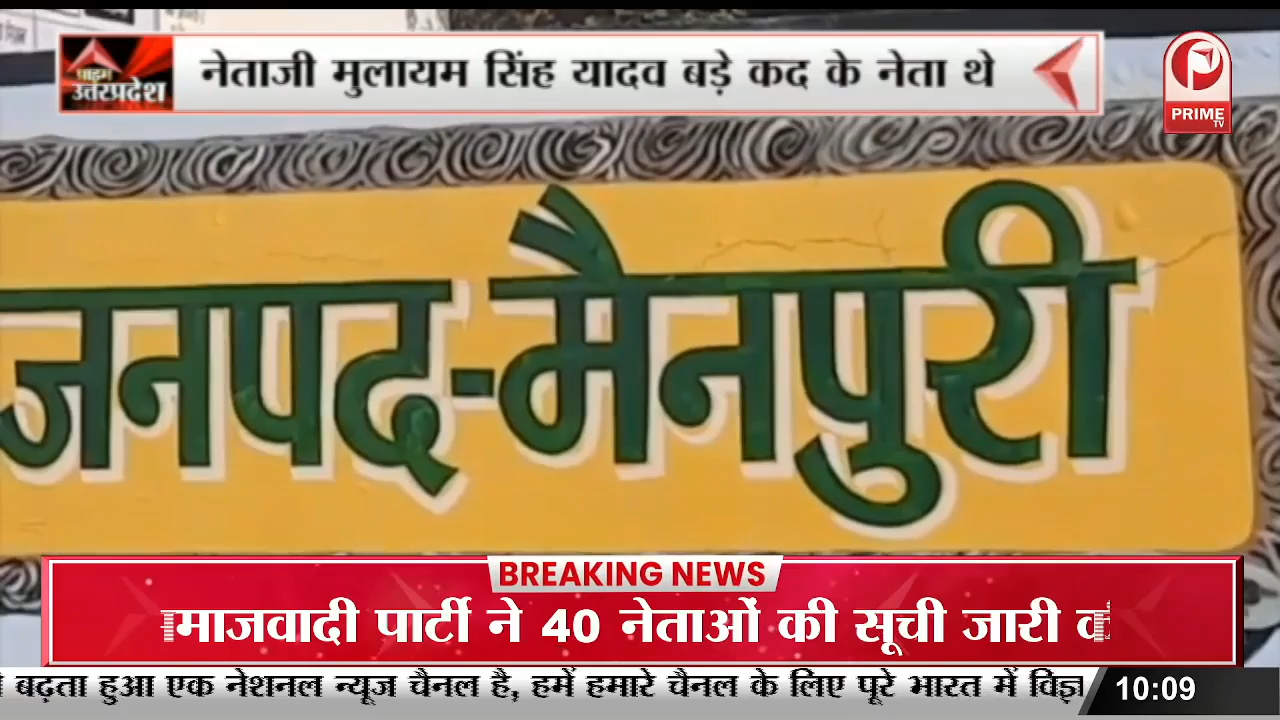 प्राइम
उत्तरप्रदेश
नेताजी मुलायम सिंह यादव बड़े कद के नेता थे
PRIME
TV
जनपद-मैनपुरी
BREAKING NEWS
माजवादी पार्टी ने 40 नेताओं की सूची जारी
बढ़ता हुआ एक नेशनल न्यूज चैनल है, हमें हमारे चैनल के लिए पूरे भारत में
10:09